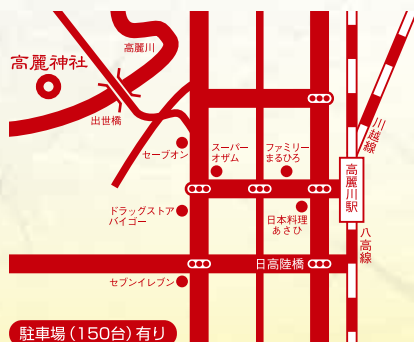 高麗川
高麗神社
出世橋
川越線
セーブオン
スーパー
オザム
ファミリー
まるひろ
高麗川駅
ドラッグストア
バイゴー
日本料理
あさひ
八高線
日高陸橋
セブンイレブン
駐車場（150台）有り